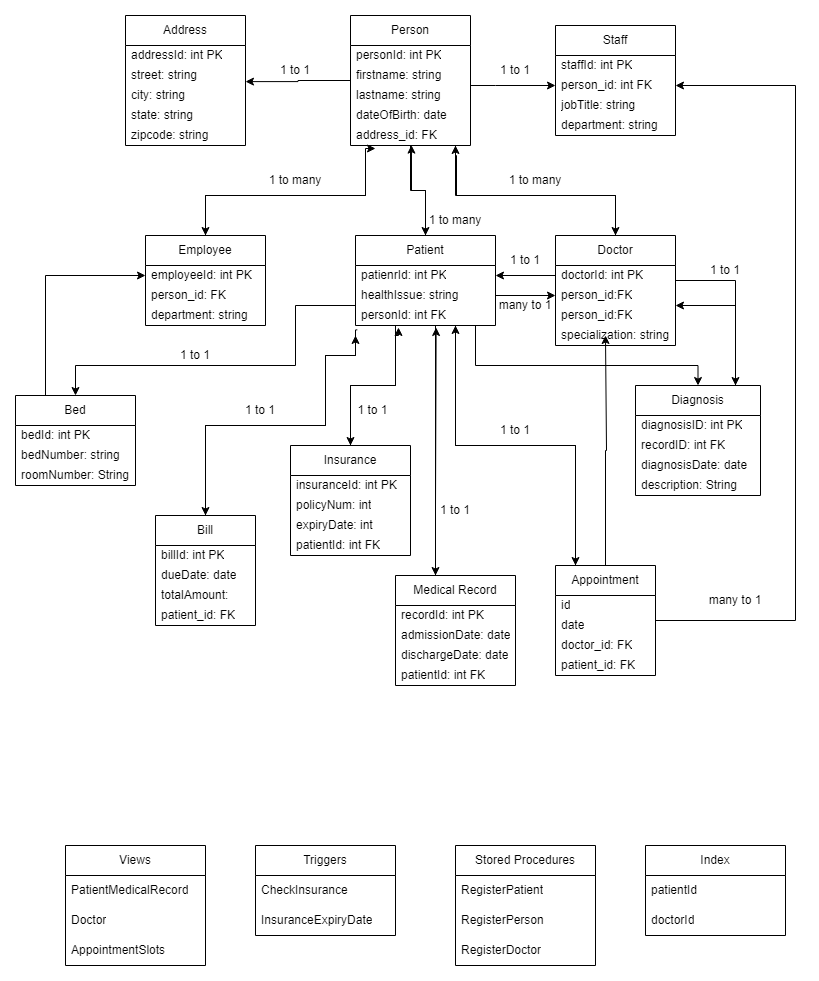 Address
addressId: int PK
street: string
city: string
state: string
zipcode: string
1 to 1
Person
personId: int PK
firstname: string
lastname: string
dateOfBirth: date
address_id: FK
1 to 1
Staff
staffId: int PK
person_id: int FK
jobTitle: string
department: string
1 to many
1 to many
1 to many
Employee
employeeId: int PK
person_id: FK
department: string
Patient
patienrId: int PK
healthIssue: string
personId: int FK
1 to 1
many to 1
Doctor
doctorId: int PK
person_id:FK
person_id:FK
specialization: string
1 to 1
1 to 1
Bed
bedId: int PK
bedNumber: string
roomNumber: String
1 to 1
1 to 1
1 to 1
Diagnosis
diagnosisID: int PK
recordID: int FK
diagnosisDate: date
description: String
Insurance
insuranceId: int PK
policyNum: int
expiryDate: int
patientId: int FK
1 to 1
Bill
billId: int PK
dueDate: date
totalAmount:
patient_id: FK
Medical Record
recordId: int PK
admissionDate: date
dischargeDate: date
patientId: int FK
Appointment
id
date
doctor_id: FK
patient_id: FK
many to 1
Views
PatientMedicalRecord
Doctor
AppointmentSlots
Triggers
CheckInsurance
InsuranceExpiryDate
Stored Procedures
RegisterPatient
RegisterPerson
RegisterDoctor
Index
patientId
doctorId